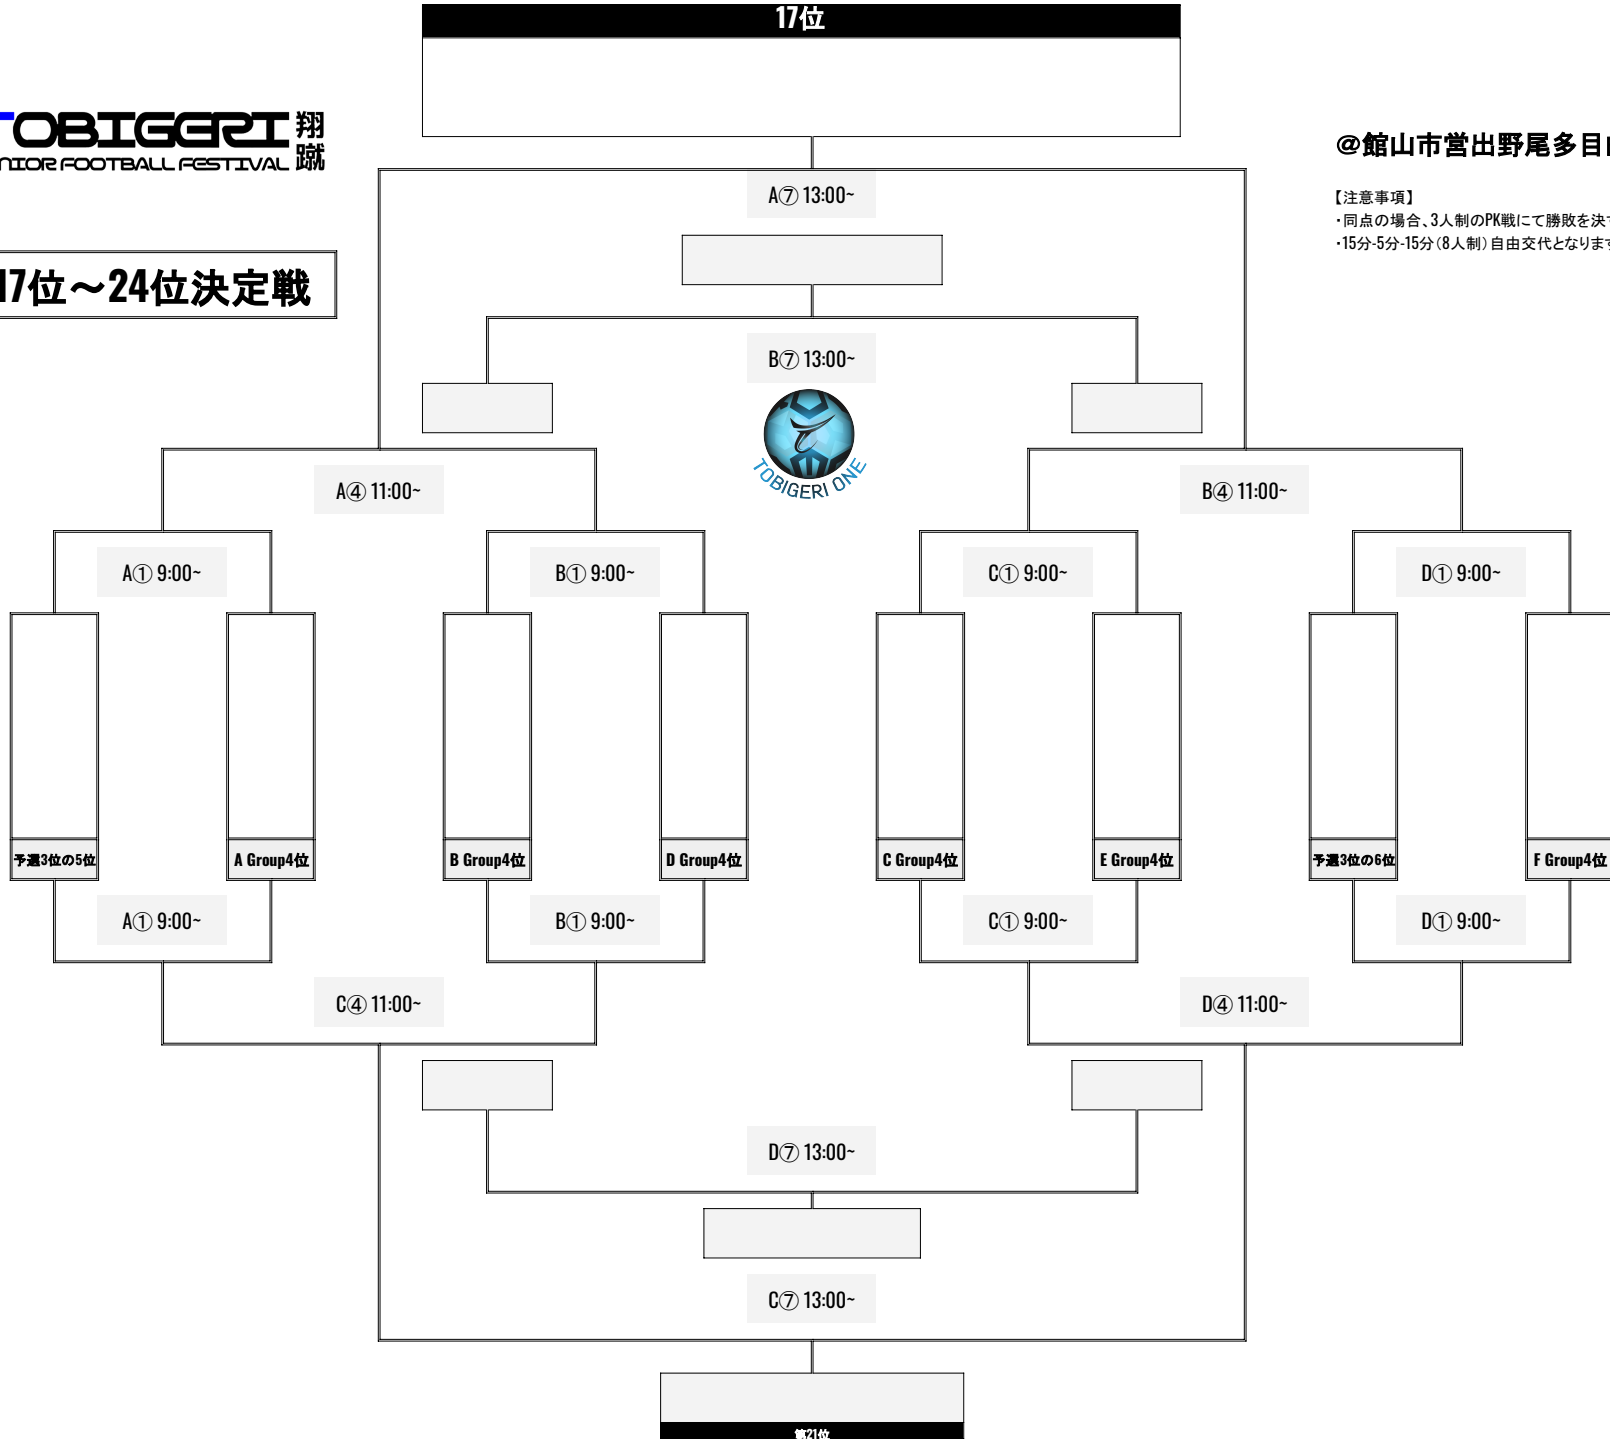 17位
TOBIGERI 翔蹴
NIOR FOOTBALL FESTIVAL
@館山市営出野尾多目
【注意事項】
・同点の場合、3人制のPK戦にて勝敗を決
・15分-5分-15分(8人制)自由交代となりま
17位～24位決定戦
A⑦ 13:00~
B⑦ 13:00~
TOBIGERI ONE
A④ 11:00~
B④ 11:00~
A① 9:00~
B① 9:00~
C① 9:00~
D① 9:00~
予選3位の5位
A Group4位
B Group4位
D Group4位
C Group4位
E Group4位
予選3位の6位
F Group4位
A① 9:00~
B① 9:00~
C① 9:00~
D① 9:00~
C④ 11:00~
D④ 11:00~
D⑦ 13:00~
C⑦ 13:00~
第21位